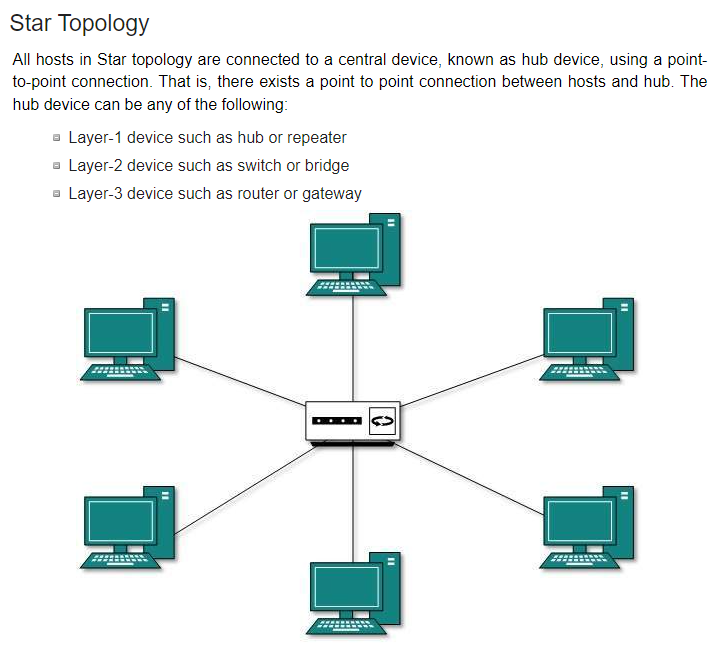 Star Topology
All hosts in Star topology are connected to a central device, known as hub device, using a point-
to-point connection. That is, there exists a point to point connection between hosts and hub. The
hub device can be any of the following:
Layer-1 device such as hub or repeater
Layer-2 device such as switch or bridge
Layer-3 device such as router or gateway